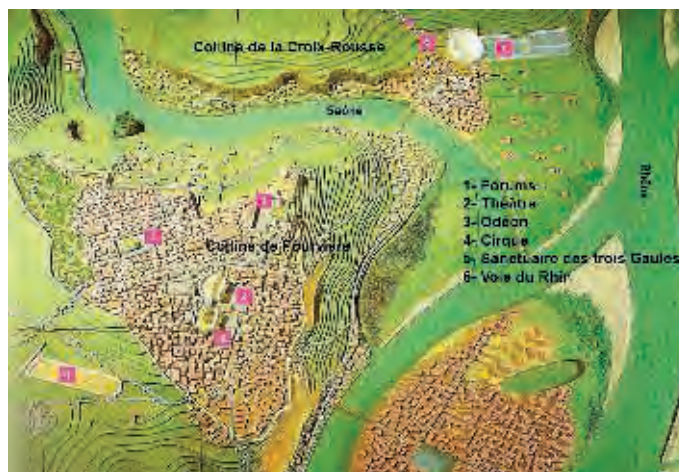 Colline de la Croix-Rousse
Saône
Rhône
Colline de Fourvière
1- Forums
2- Théâtre
3- Odéon
4- Cirque
5- Sanctuaire des trois Gaules
6- Voie du Rhin